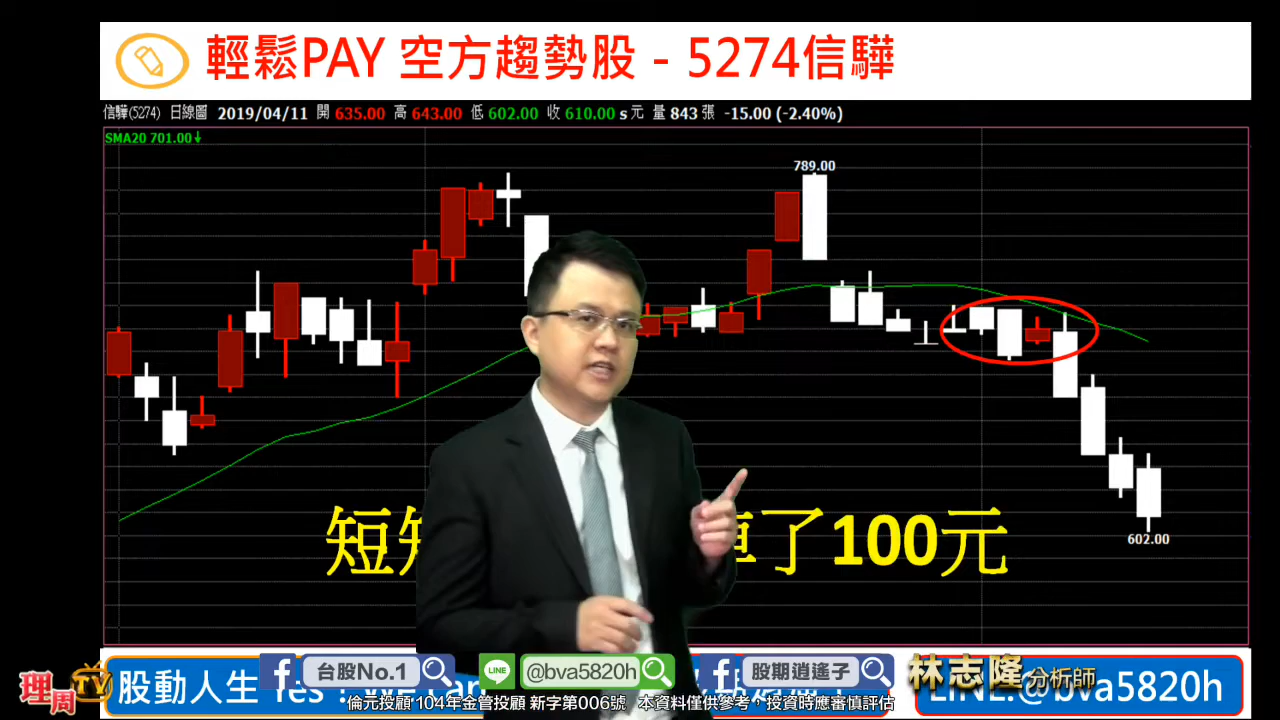 輕鬆PAY 空方趨勢股 - 5274信驊
信驊(5274) 日線圖 2019/04/11 開 635.00 高 643.00 低 602.00 收 610.00 s 元 量 843 張 -15.00 (-2.40%)
SMA20 701.00↓
789.00
602.00
短 了100元
理周TV
股動人生 Yes
台股No.1
LINE
@bva5820h
股期逍遙子
林志隆 分析師
LINE:@bva5820h
倫元投顧 104年金管投顧 新字第006號 本資料僅供參考，投資時應審慎評估